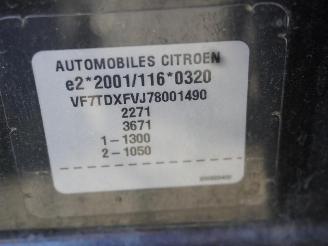 AUTOMOBILES CITROEN
e2*2001/116*0320
VF7TDXFVJ78001490
2271
3671
1-1300
2-1050